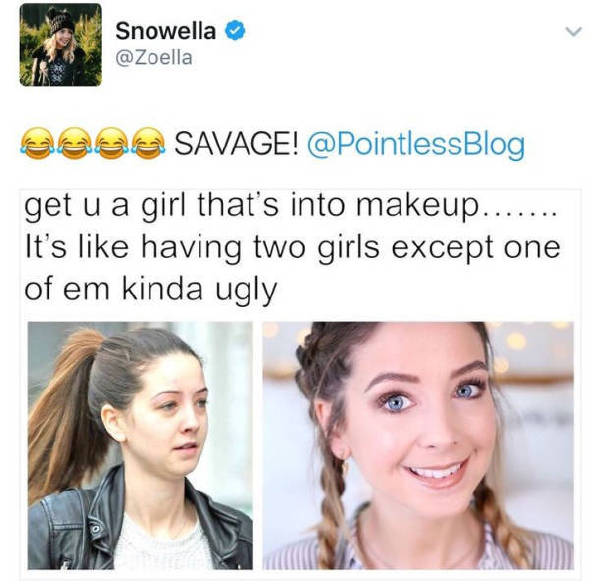 Snowella
@Zoella
😂😂😂😂 SAVAGE! @PointlessBlog
get u a girl that's into makeup.......
It's like having two girls except one
of em kinda ugly